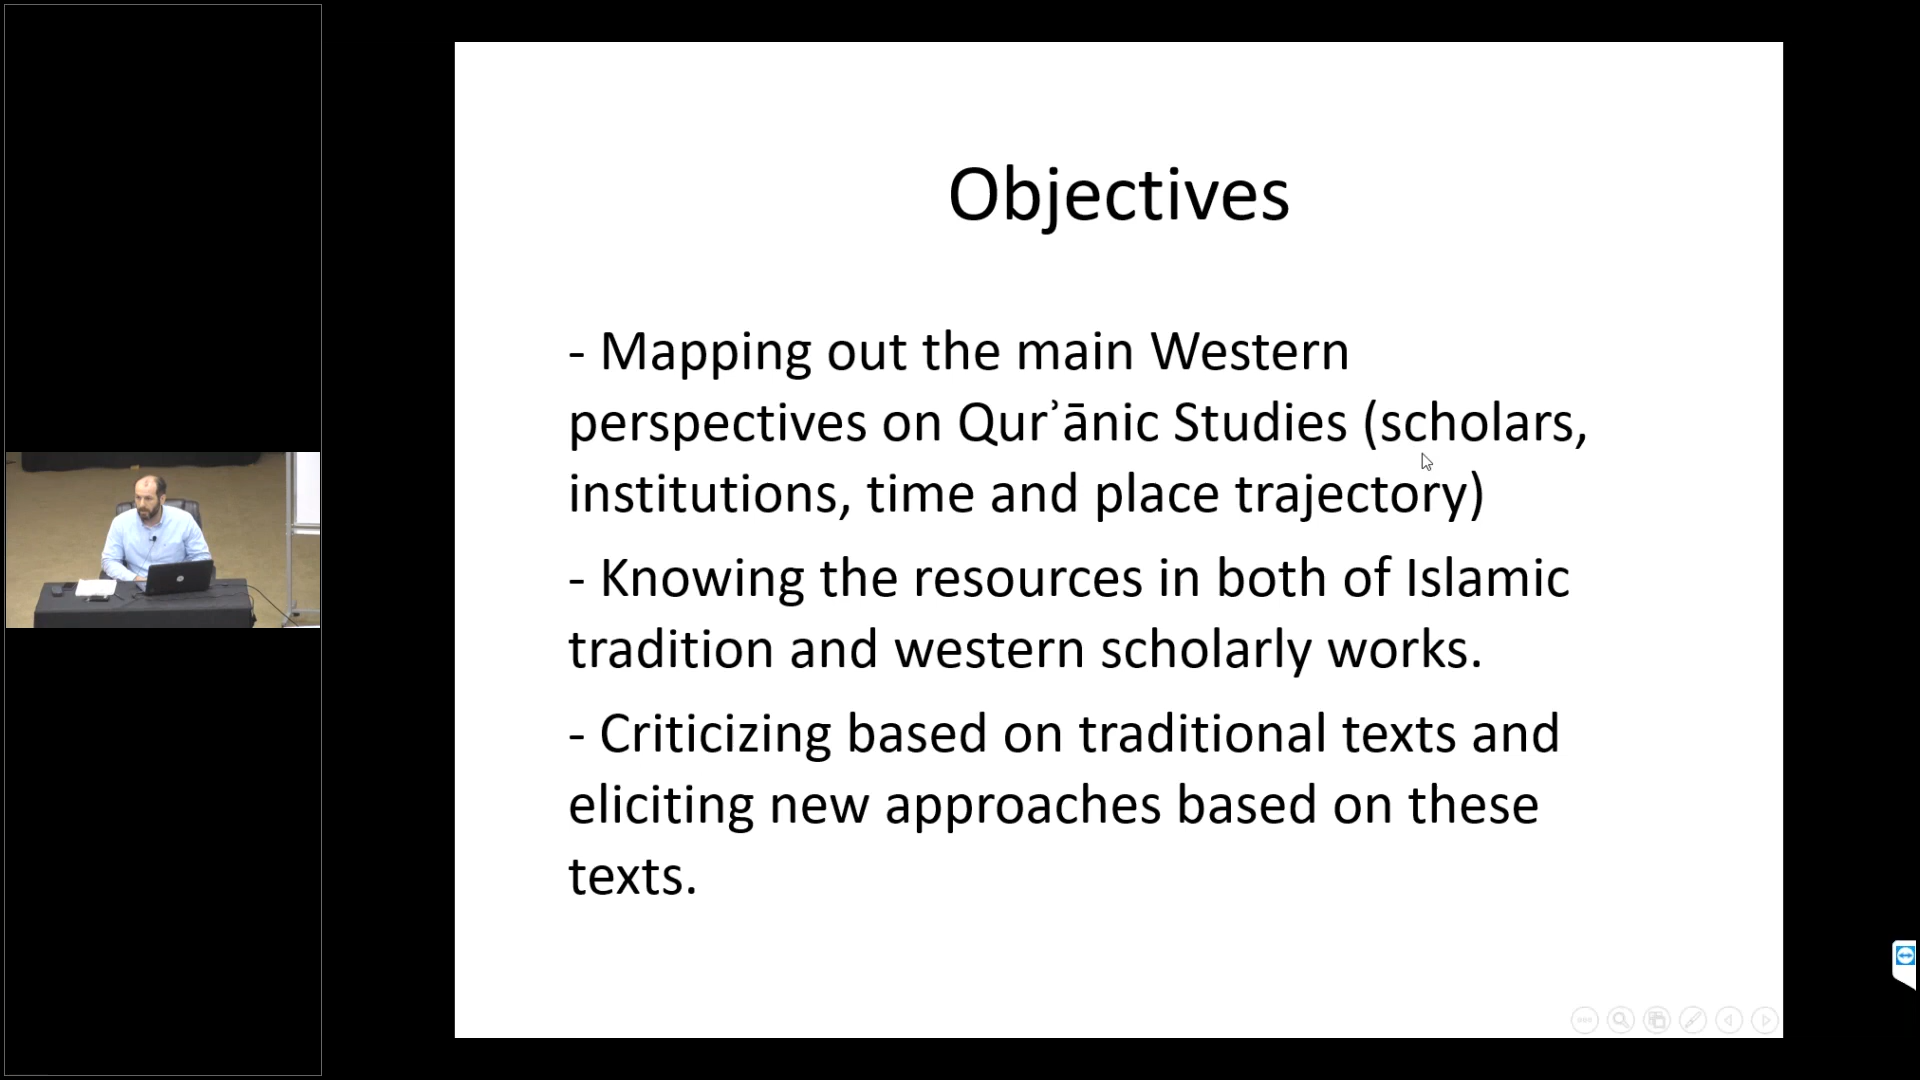 Objectives
- Mapping out the main Western
perspectives on Qurʾānic Studies (scholars,
institutions, time and place trajectory)
- Knowing the resources in both of Islamic
tradition and western scholarly works.
- Criticizing based on traditional texts and
eliciting new approaches based on these
texts.